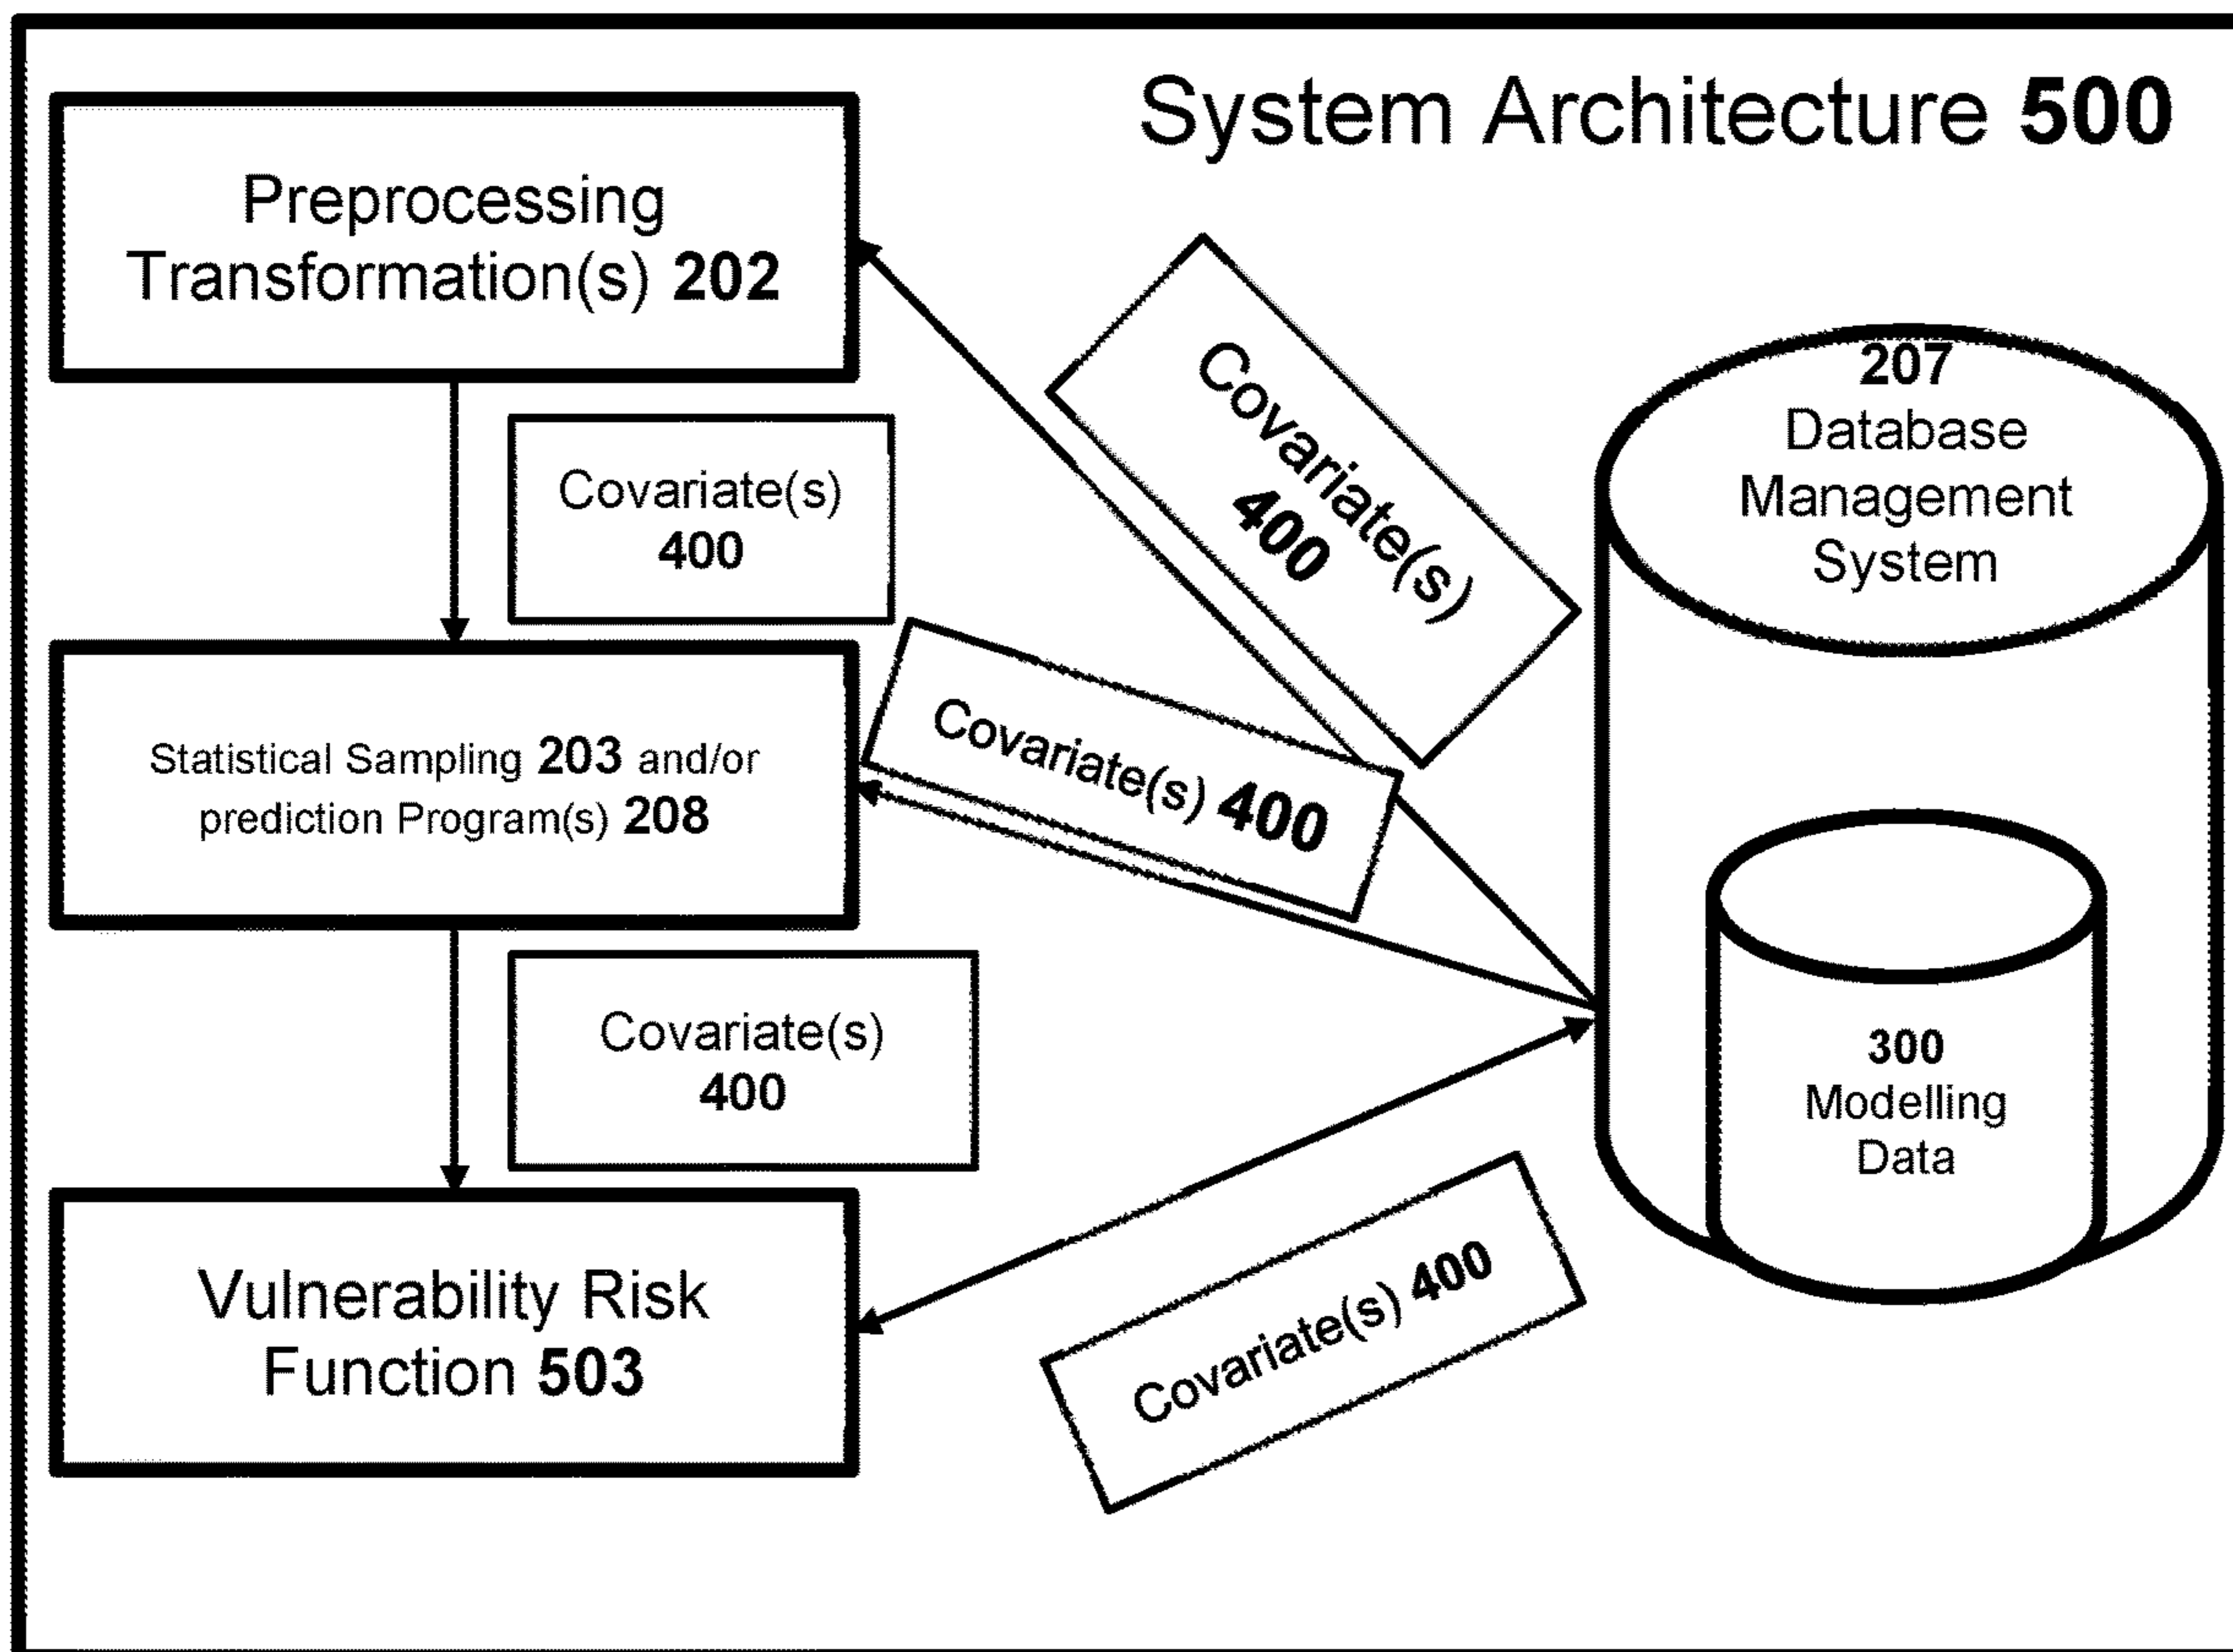 System Architecture 500
Preprocessing
Transformation(s) 202
Covariate(s)
400
Statistical Sampling 203 and/or
prediction Program(s) 208
Covariate(s)
400
Vulnerability Risk
Function 503
Covariate(s)
400
Covariate(s) 400
Covariate(s) 400
207
Database
Management
System
300
Modelling
Data